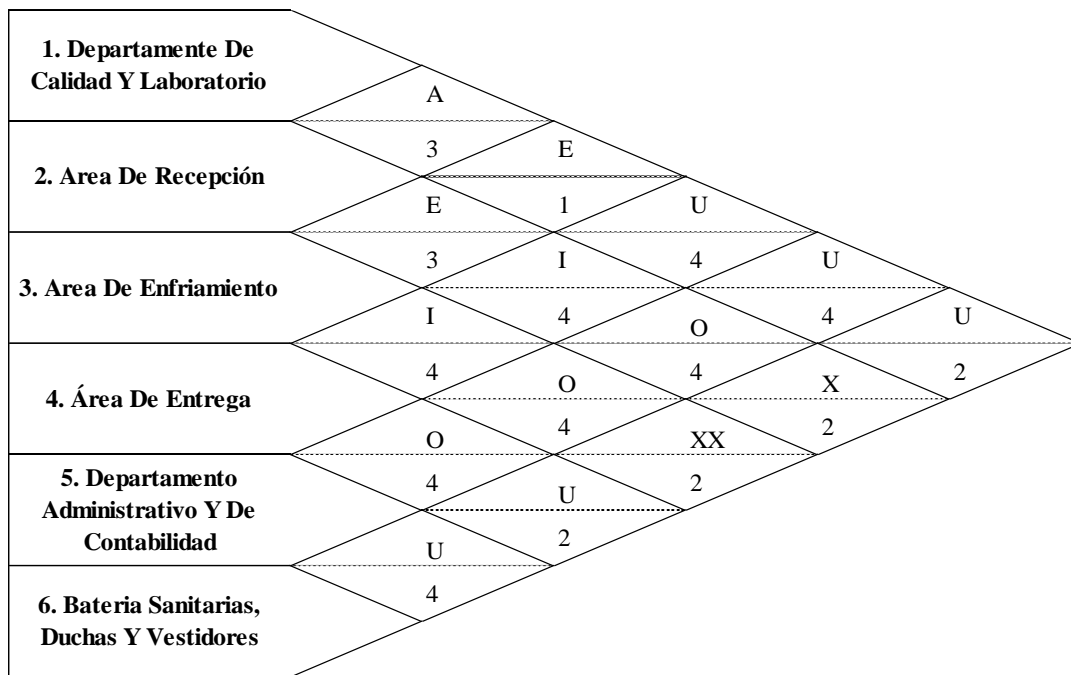 1. Departamente De
Calidad Y Laboratorio
A
3
E
2. Area De Recepción
E
1
U
3
I
4
U
3. Area De Enfriamiento
I
4
O
4
U
4
O
4
X
2
4. Área De Entrega
O
4
XX
2
5. Departamento
Administrativo Y De
Contabilidad
4
U
2
U
2
4
6. Bateria Sanitarias,
Duchas Y Vestidores